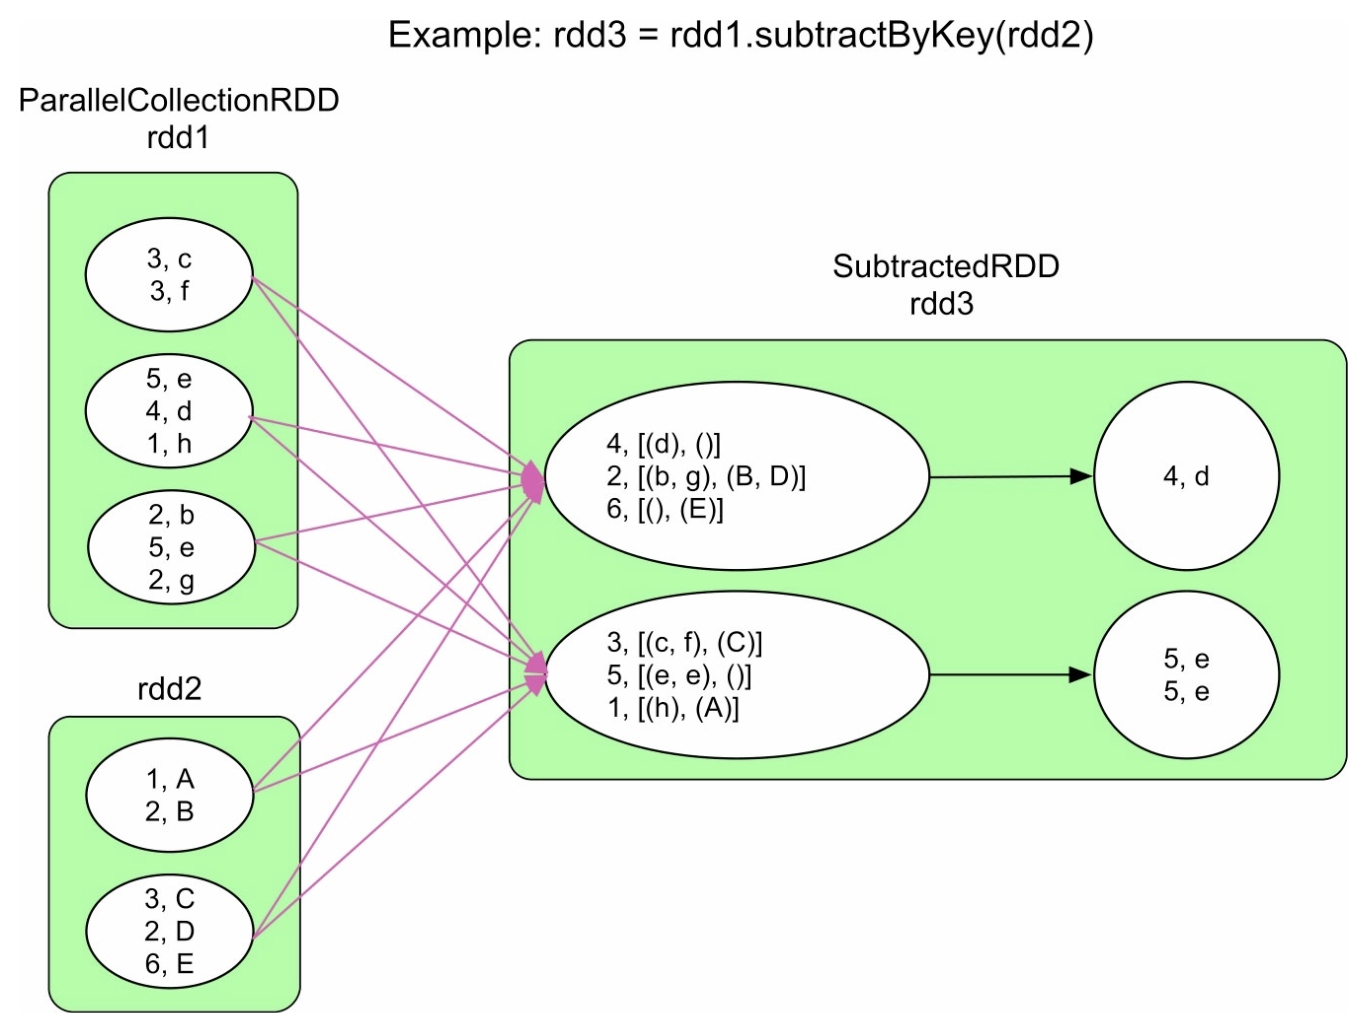 Example: rdd3 = rdd1.subtractByKey(rdd2)
ParallelCollectionRDD
rdd1
3, c
3, f
5, e
4, d
1, h
2, b
5, e
2, g
rdd2
1, A
2, B
3, C
2, D
6, E
SubtractedRDD
rdd3
4, [(d), ()]
2, [(b, g), (B, D)]
6, [(), (E)]
4, d
3, [(c, f), (C)]
5, [(e, e), ()]
1, [(h), (A)]
5, e
5, e